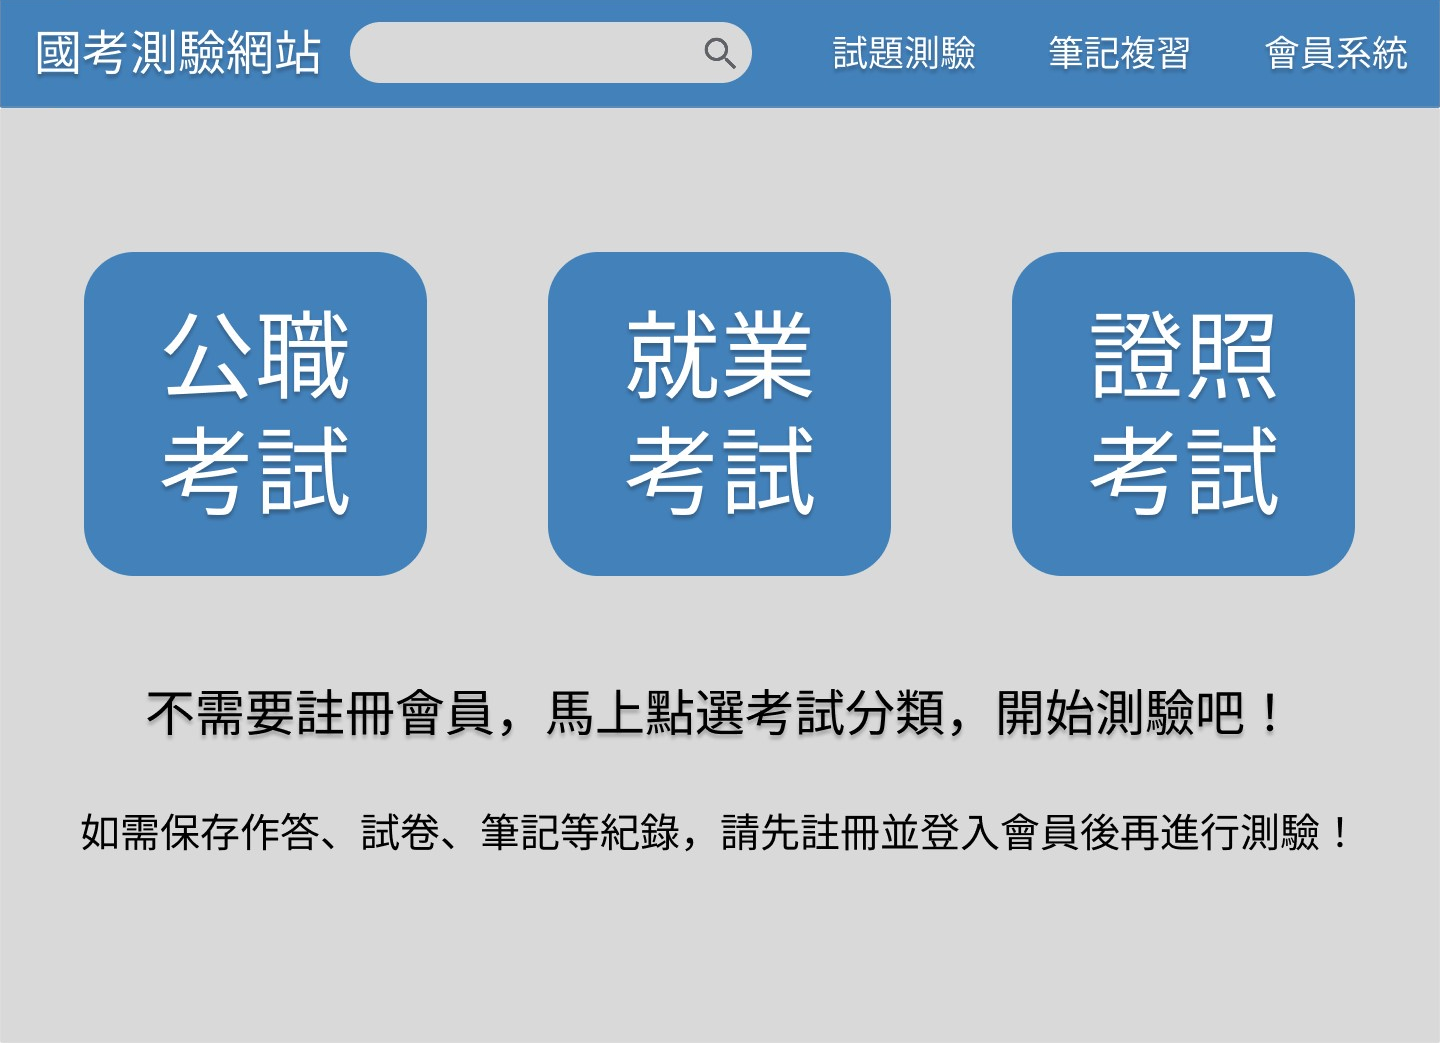 國考測驗網站
試題測驗
筆記複習
會員系統
公職
考試
就業
考試
證照
考試
不需要註冊會員，馬上點選考試分類，開始測驗吧！
如需保存作答、試卷、筆記等紀錄，請先註冊並登入會員後再進行測驗！